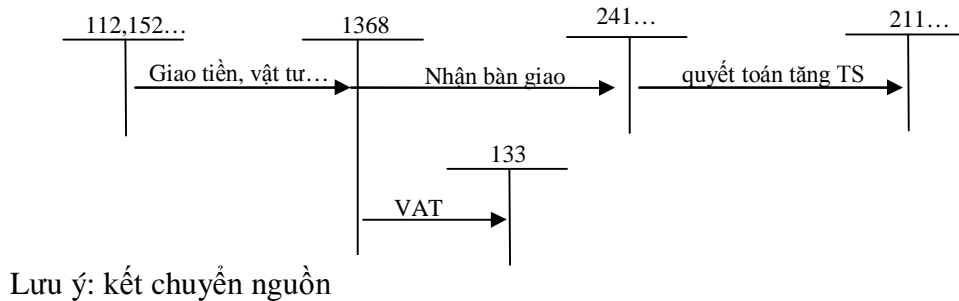 112,152… 1368 241… 211…
Giao tiền, vật tư… Nhận bàn giao quyết toán tăng TS
133
VAT
Lưu ý: kết chuyển nguồn